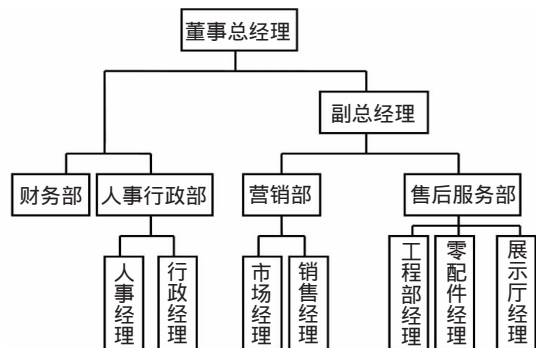 董事总经理
副总经理
财务部
人事行政部
营销部
售后服务部
人事经理
行政经理
市场经理
销售经理
工程部经理
零配件经理
展示厅经理